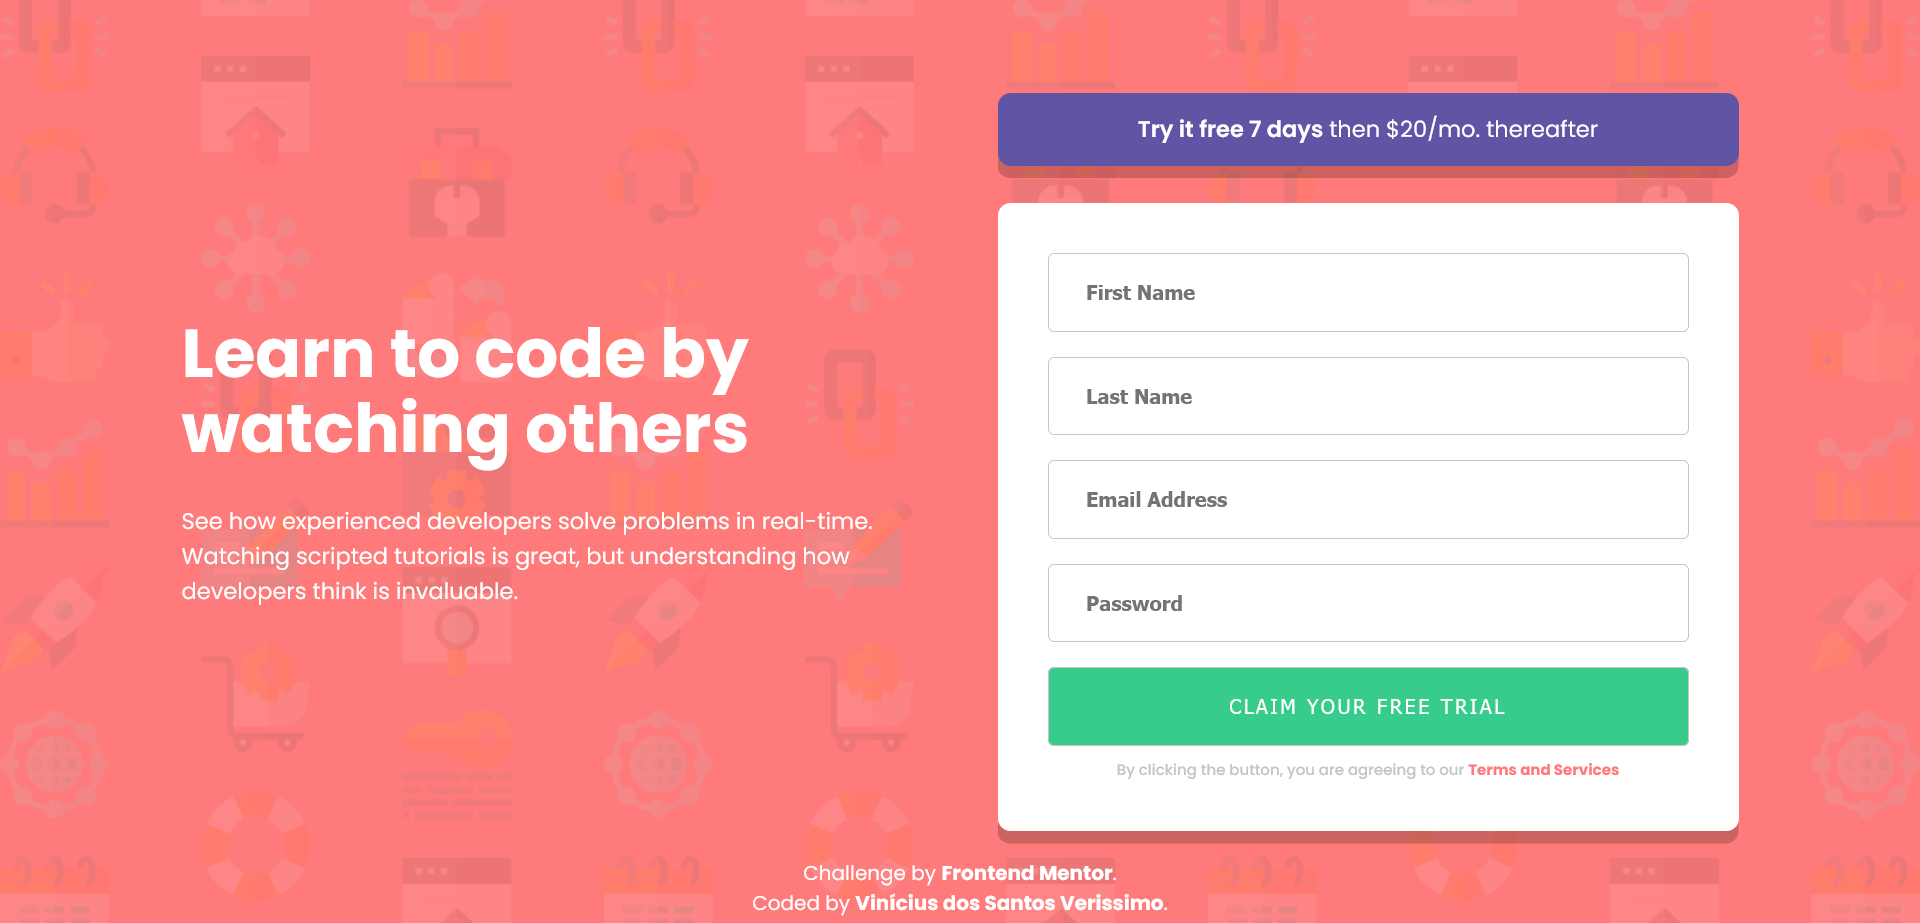 Learn to code by
watching others
See how experienced developers solve problems in real-time.
Watching scripted tutorials is great, but understanding how
developers think is invaluable.
Try it free 7 days then $20/mo. thereafter
First Name
Last Name
Email Address
Password
CLAIM YOUR FREE TRIAL
By clicking the button, you are agreeing to our Terms and Services
Challenge by Frontend Mentor.
Coded by Vinícius dos Santos Verissimo.